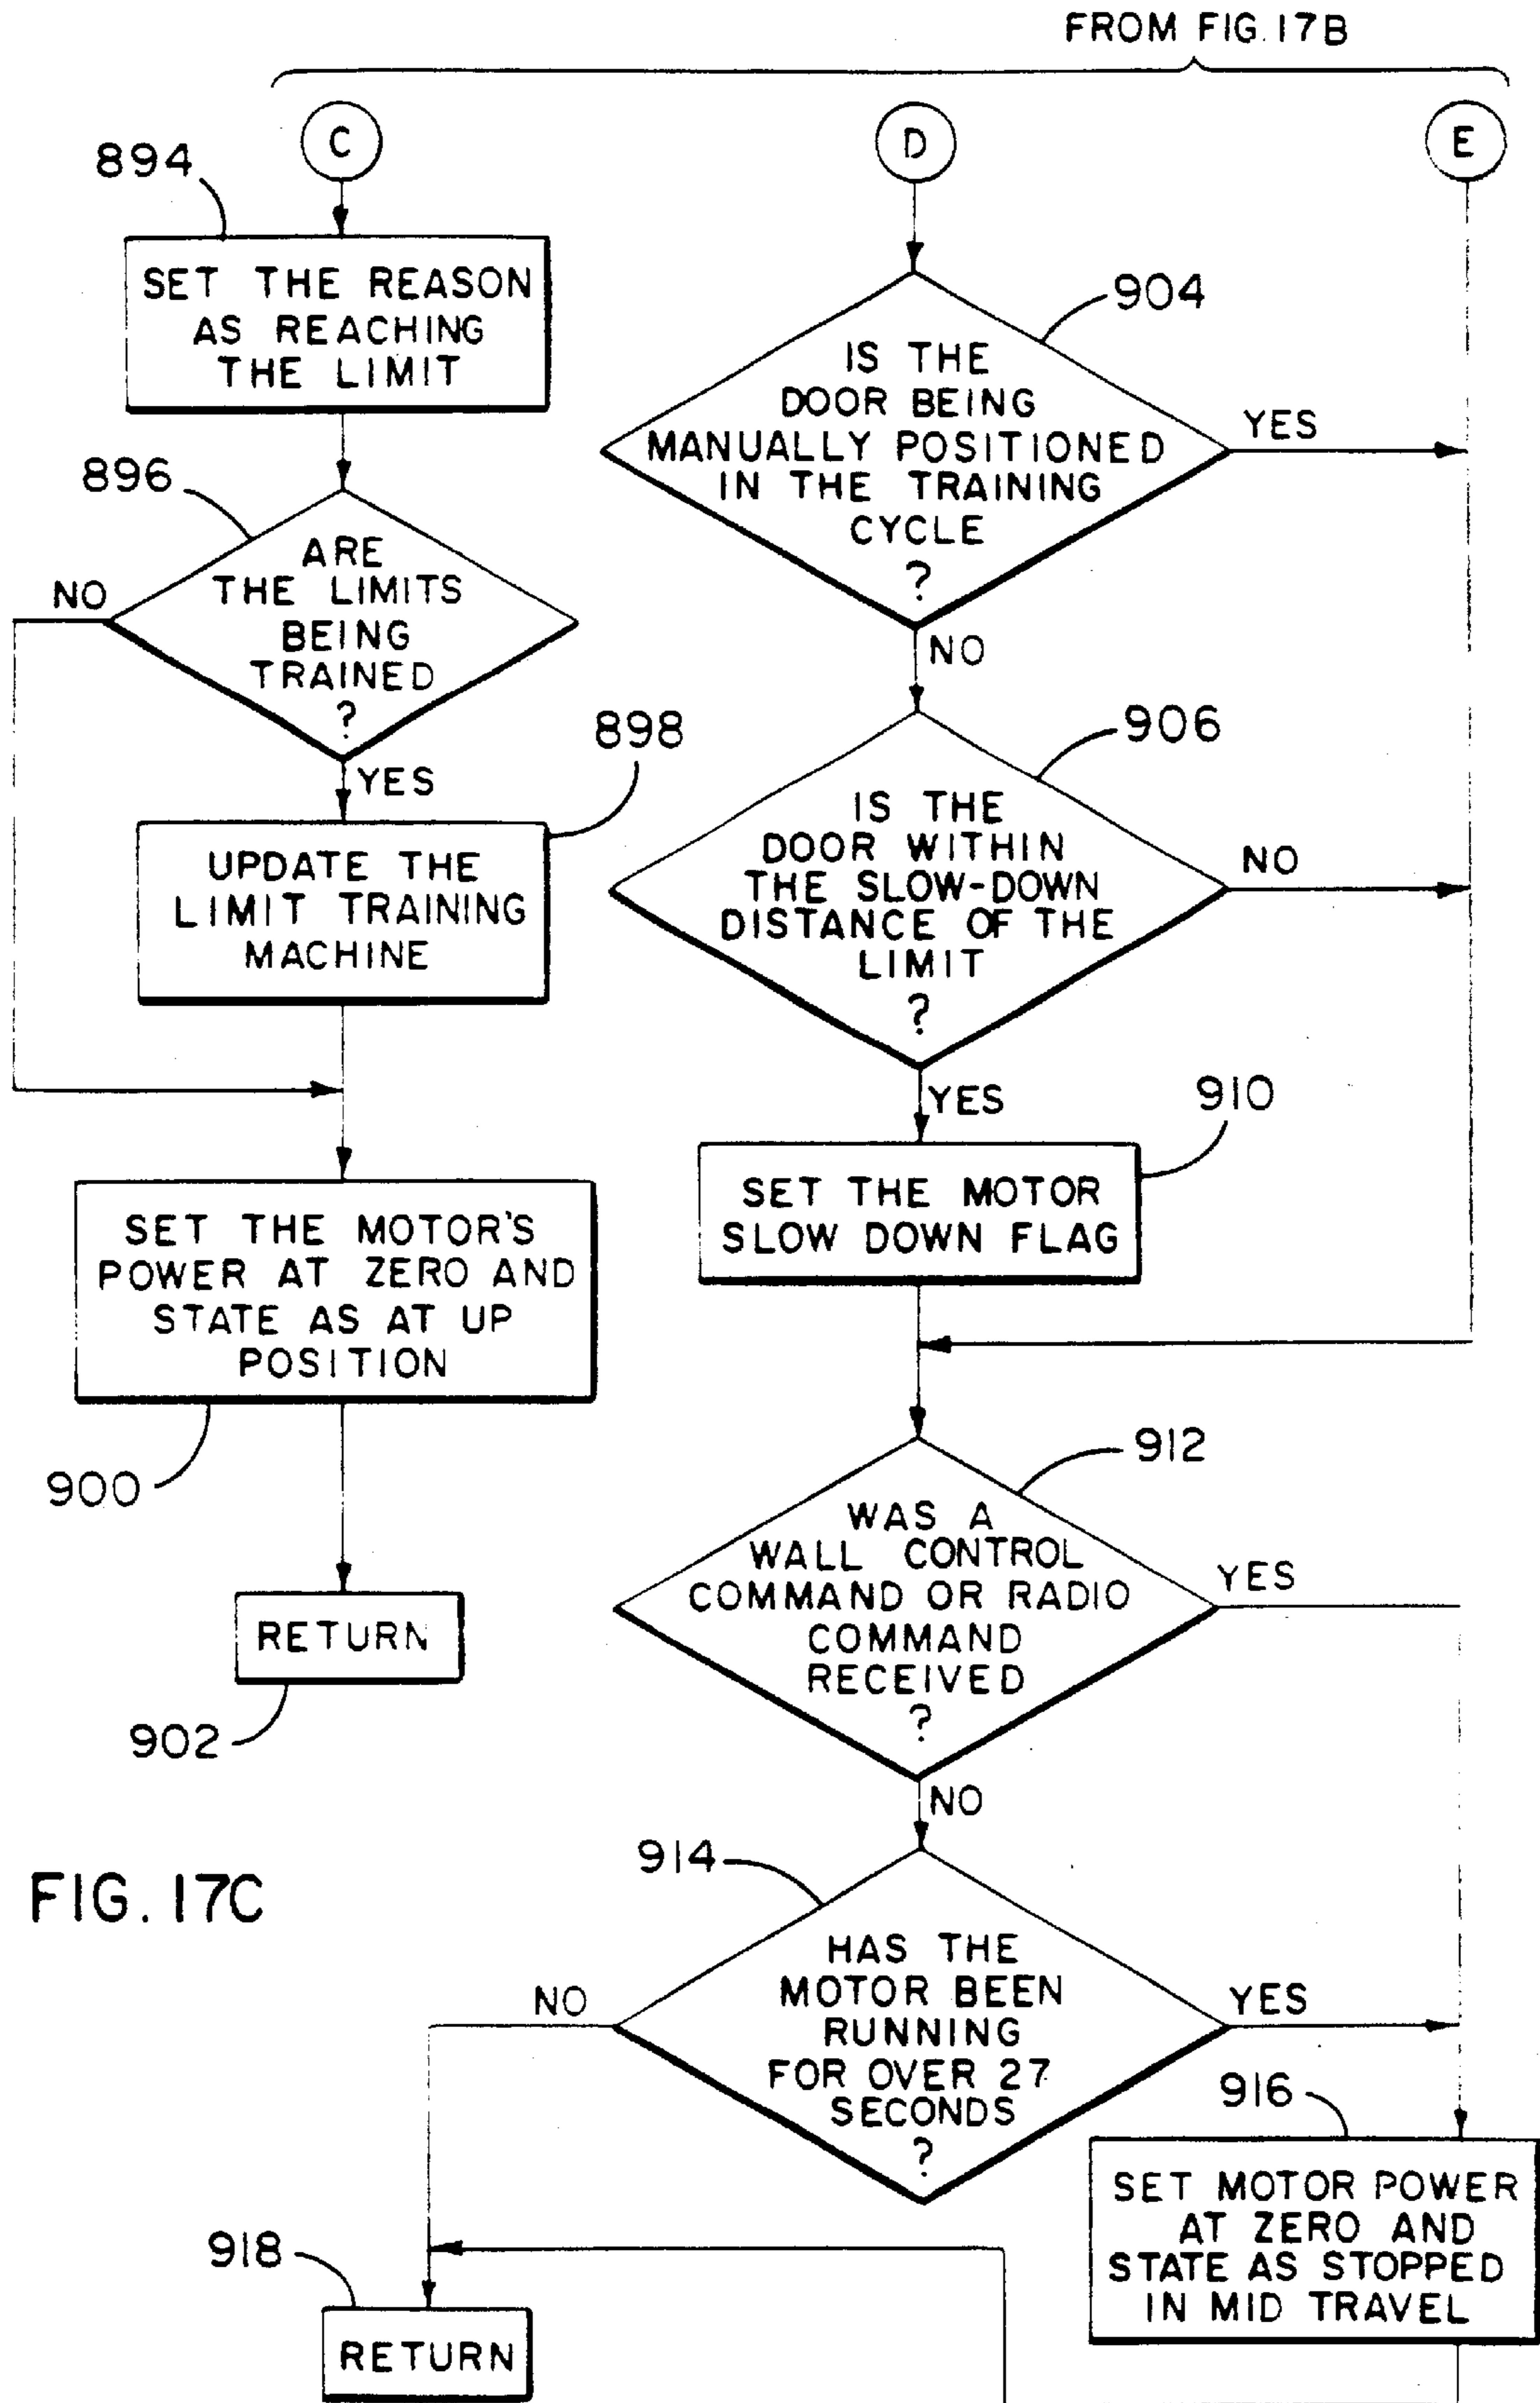 FROM FIG. 17B
C
D
E
894
SET THE REASON
AS REACHING
THE LIMIT
896
ARE
THE LIMITS
BEING
TRAINED
?
NO
YES
898
UPDATE THE
LIMIT TRAINING
MACHINE
SET THE MOTOR'S
POWER AT ZERO AND
STATE AS AT UP
POSITION
900
RETURN
902
904
IS THE
DOOR BEING
MANUALLY POSITIONED
IN THE TRAINING
CYCLE
?
YES
NO
906
IS THE
DOOR WITHIN
THE SLOW-DOWN
DISTANCE OF THE
LIMIT
?
NO
YES
910
SET THE MOTOR
SLOW DOWN FLAG
912
WAS A
WALL CONTROL
COMMAND OR RADIO
COMMAND
RECEIVED
?
YES
NO
914
HAS THE
MOTOR BEEN
RUNNING
FOR OVER 27
SECONDS
?
NO
YES
916
SET MOTOR POWER
AT ZERO AND
STATE AS STOPPED
IN MID TRAVEL
918
RETURN
FIG. 17C